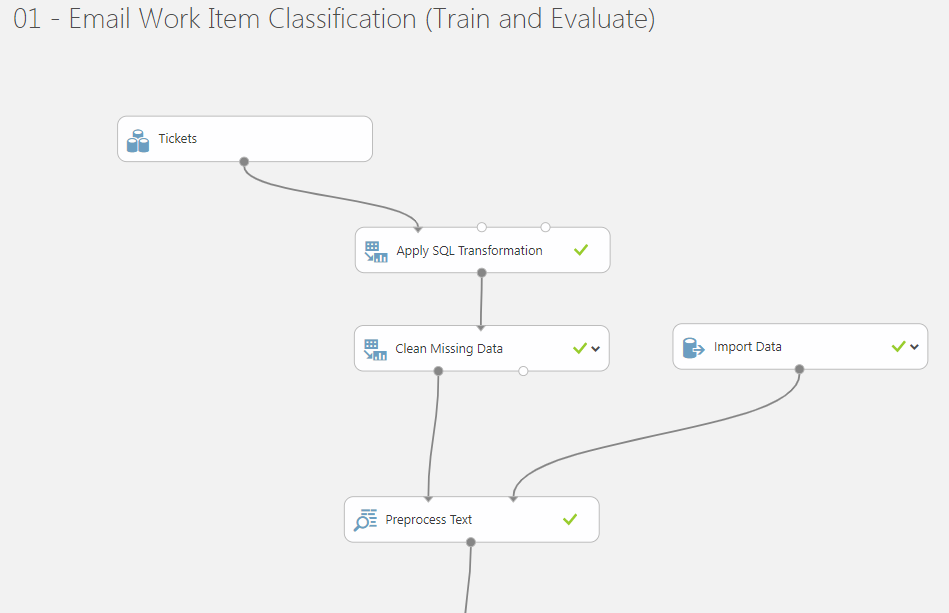 01 - Email Work Item Classification (Train and Evaluate)
Tickets
Apply SQL Transformation
Clean Missing Data
Import Data
Preprocess Text